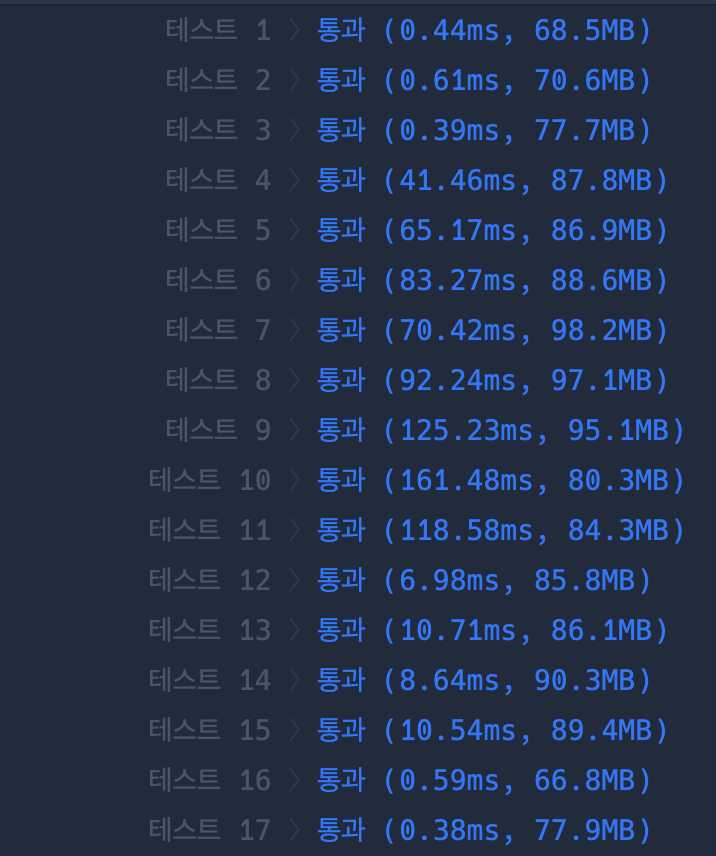 테스트 1 〉 통과 (0.44ms, 68.5MB)
테스트 2 〉 통과 (0.61ms, 70.6MB)
테스트 3 〉 통과 (0.39ms, 77.7MB)
테스트 4 〉 통과 (41.46ms, 87.8MB)
테스트 5 〉 통과 (65.17ms, 86.9MB)
테스트 6 〉 통과 (83.27ms, 88.6MB)
테스트 7 〉 통과 (70.42ms, 98.2MB)
테스트 8 〉 통과 (92.24ms, 97.1MB)
테스트 9 〉 통과 (125.23ms, 95.1MB)
테스트 10 〉 통과 (161.48ms, 80.3MB)
테스트 11 〉 통과 (118.58ms, 84.3MB)
테스트 12 〉 통과 (6.98ms, 85.8MB)
테스트 13 〉 통과 (10.71ms, 86.1MB)
테스트 14 〉 통과 (8.64ms, 90.3MB)
테스트 15 〉 통과 (10.54ms, 89.4MB)
테스트 16 〉 통과 (0.59ms, 66.8MB)
테스트 17 〉 통과 (0.38ms, 77.9MB)